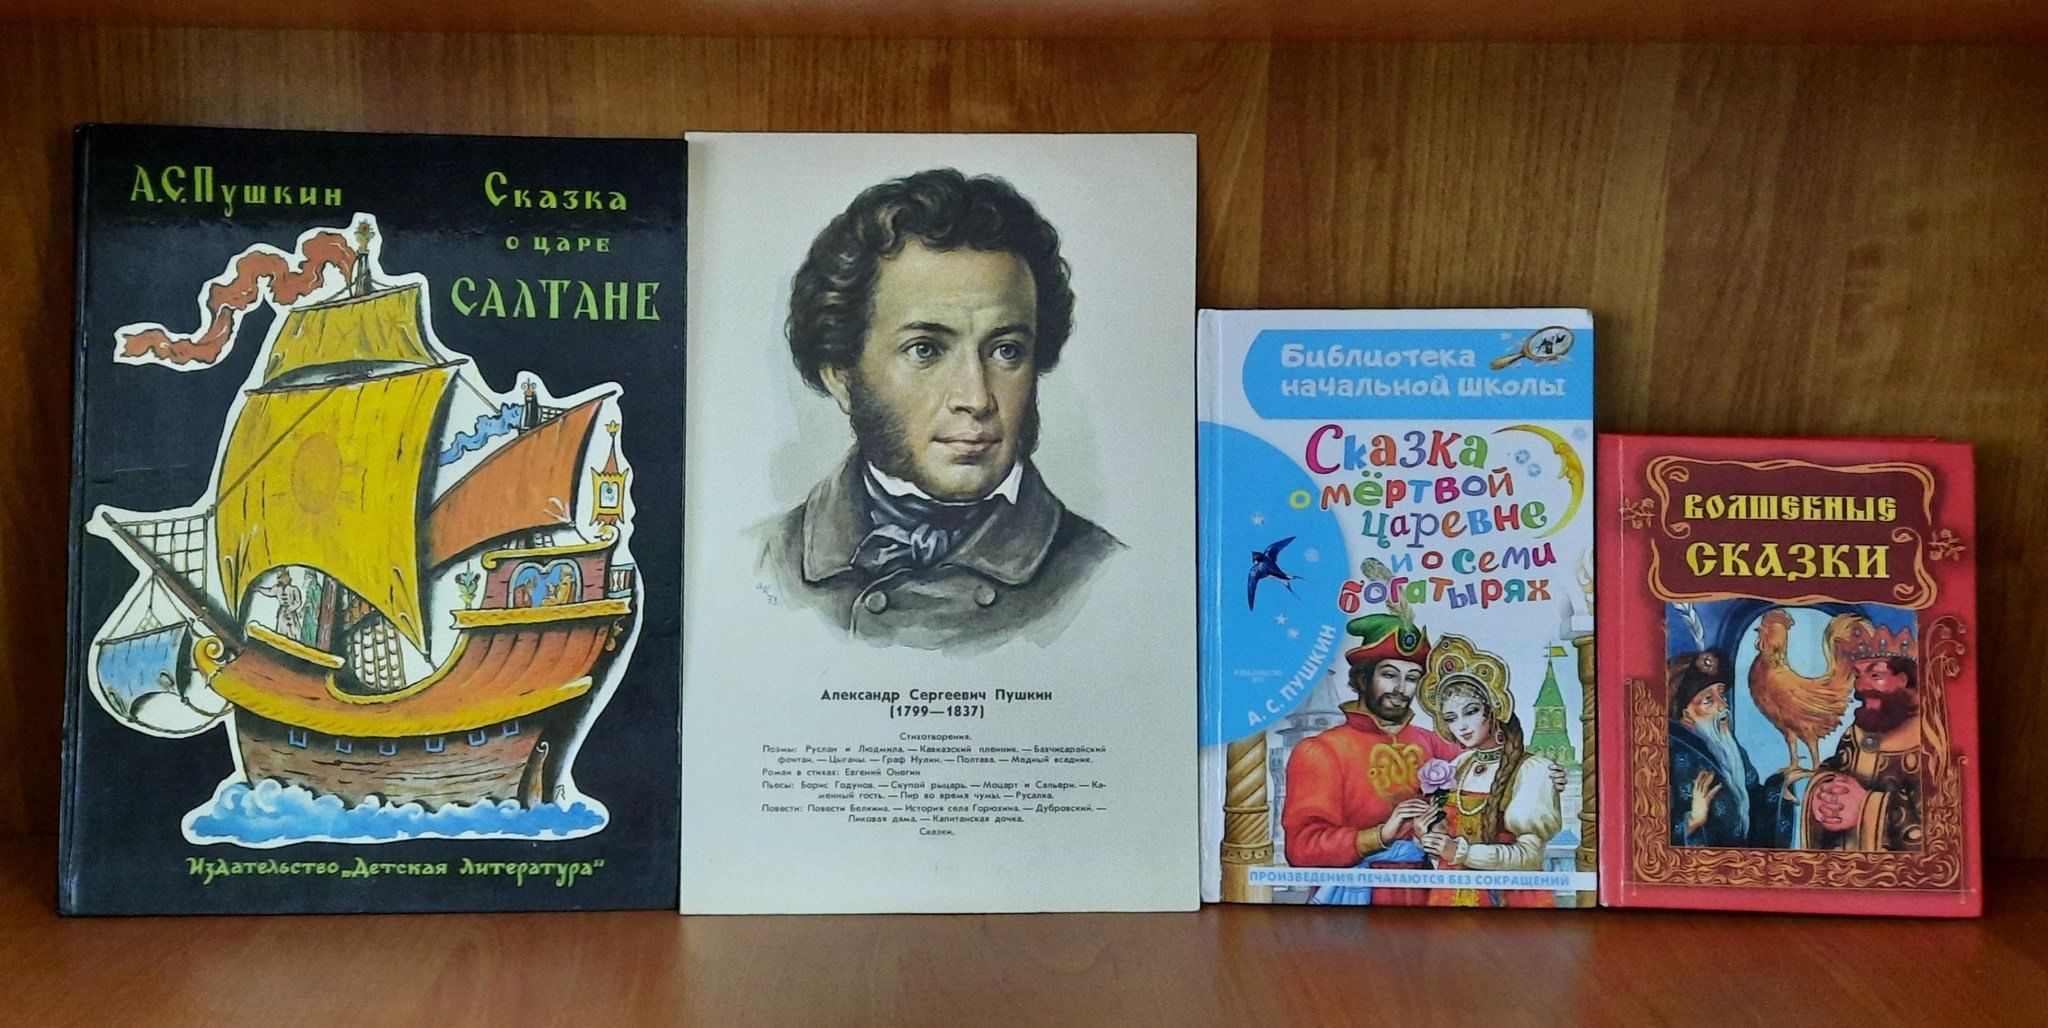 А.С.Пушкин
Сказка
о царе
САЛТАНЕ
Издательство „Детская литература“
Александр Сергеевич Пушкин
(1799—1837)
Стихотворения.
Поэмы: Руслан и Людмила. — Кавказский пленник. — Бахчисарайский
фонтан. — Цыганы. — Граф Нулин. — Полтава. — Медный всадник.
Роман в стихах: Евгений Онегин
Пьесы: Борис Годунов. — Скупой рыцарь. — Моцарт и Сальери. — Ка-
менный гость. — Пир во время чумы. — Русалка.
Повести: Повести Белкина. — История села Горюхина. — Дубровский. —
Пиковая дама. — Капитанская дочка.
Сказки.
Библиотека
начальной школы
Сказка
о мёртвой
царевне
и о семи
богатырях
А. С. ПУШКИН
ПРОИЗВЕДЕНИЯ ПЕЧАТАЮТСЯ БЕЗ СОКРАЩЕНИЙ
ВОЛШЕБНЫЕ
СКАЗКИ